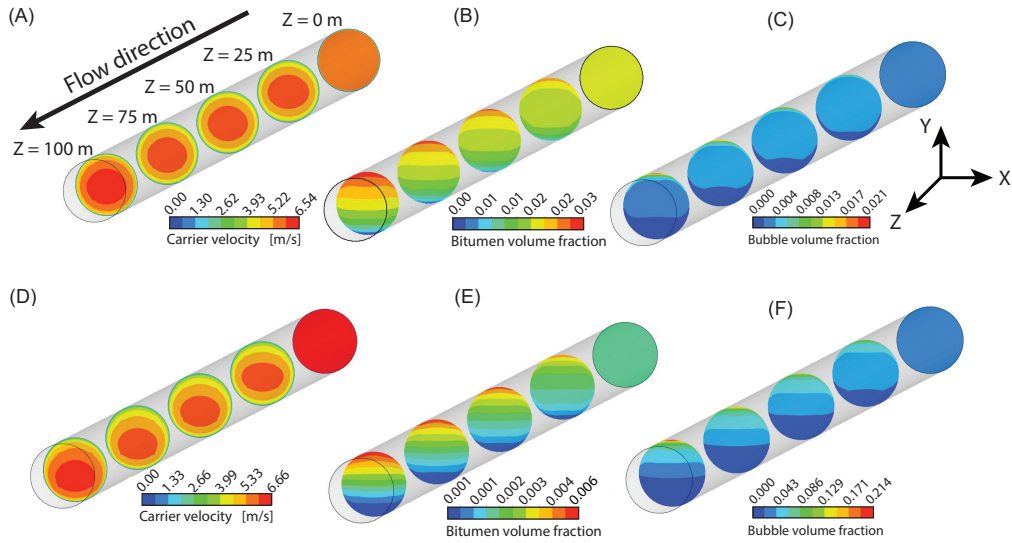 (A)
Flow direction
Z = 0 m
Z = 25 m
Z = 50 m
Z = 75 m
Z = 100 m
0.00 1.30 2.62 3.93 5.22 6.54
Carrier velocity [m/s]
(B)
0.00 0.01 0.01 0.02 0.02 0.03
Bitumen volume fraction
(C)
0.000 0.004 0.008 0.013 0.017 0.021
Bubble volume fraction
Y
X
Z
(D)
0.00 1.33 2.66 3.99 5.33 6.66
Carrier velocity [m/s]
(E)
0.001 0.001 0.002 0.003 0.004 0.006
Bitumen volume fraction
(F)
0.000 0.043 0.086 0.129 0.171 0.214
Bubble volume fraction